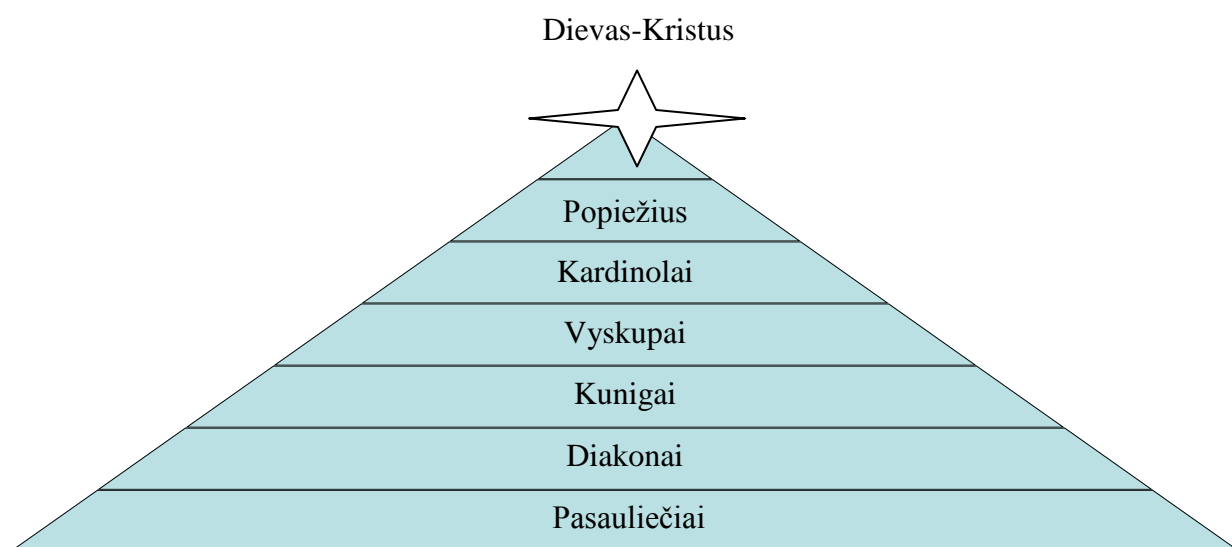 Dievas-Kristus
Popiežius
Kardinolai
Vyskupai
Kunigai
Diakonai
Pasauliečiai